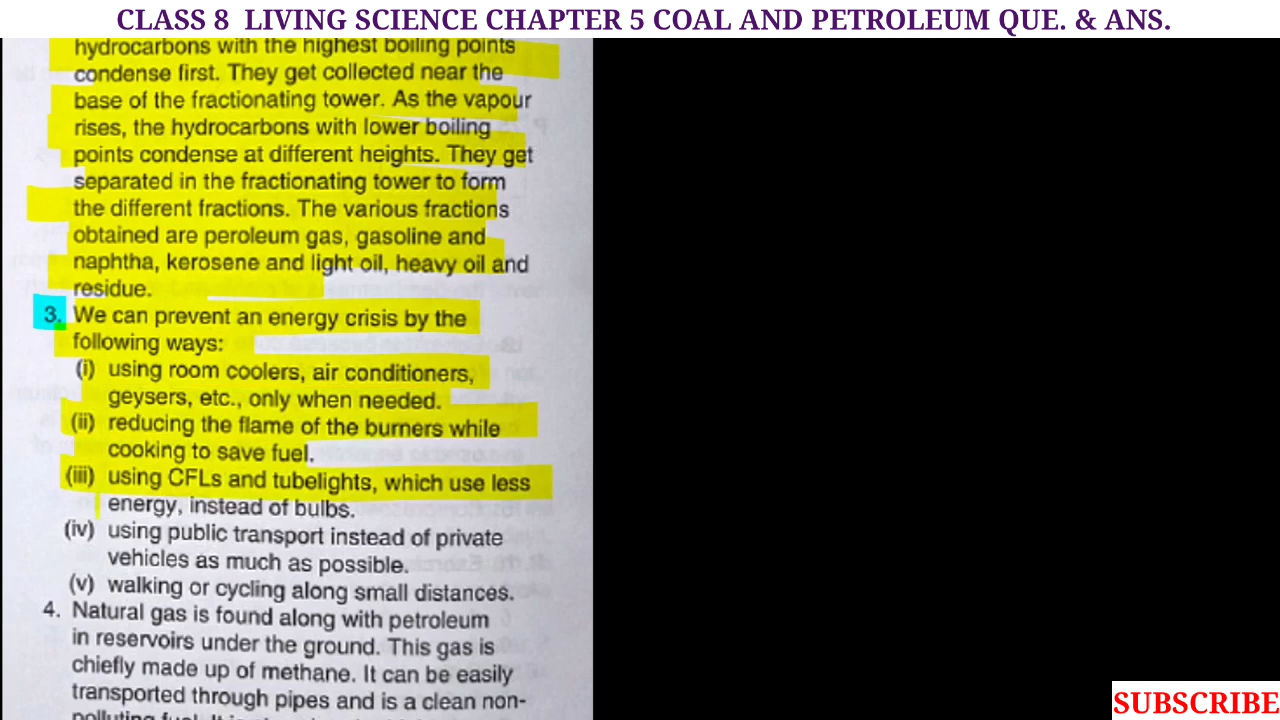 CLASS 8 LIVING SCIENCE CHAPTER 5 COAL AND PETROLEUM QUE. & ANS.
hydrocarbons with the highest boiling points
condense first. They get collected near the
base of the fractionating tower. As the vapour
rises, the hydrocarbons with lower boiling
points condense at different heights. They get
separated in the fractionating tower to form
the different fractions. The various fractions
obtained are peroleum gas, gasoline and
naphtha, kerosene and light oil, heavy oil and
residue.
3. We can prevent an energy crisis by the
following ways:
(i) using room coolers, air conditioners,
geysers, etc., only when needed.
(ii) reducing the flame of the burners while
cooking to save fuel.
(iii) using CFLs and tubelights, which use less
energy, instead of bulbs.
(iv) using public transport instead of private
vehicles as much as possible.
(v) walking or cycling along small distances.
4. Natural gas is found along with petroleum
in reservoirs under the ground. This gas is
chiefly made up of methane. It can be easily
transported through pipes and is a clean non-
polluting fuel.
SUBSCRIBE